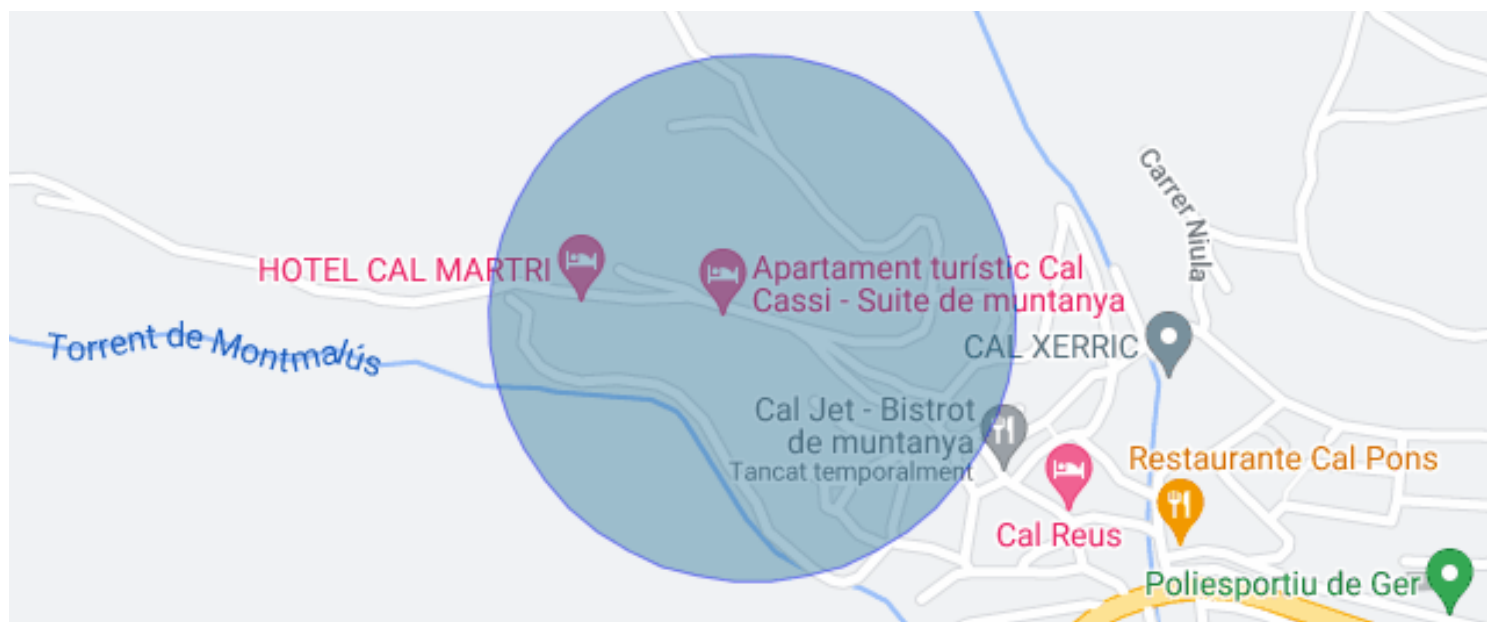 Carrer Niula
HOTEL CAL MARTRI
Apartament turístic Cal
Cassi - Suite de muntanya
Torrent de Montmalús
CAL XERRIC
Cal Jet - Bistrot
de muntanya
Tancat temporalment
Restaurante Cal Pons
Cal Reus
Poliesportiu de Ger